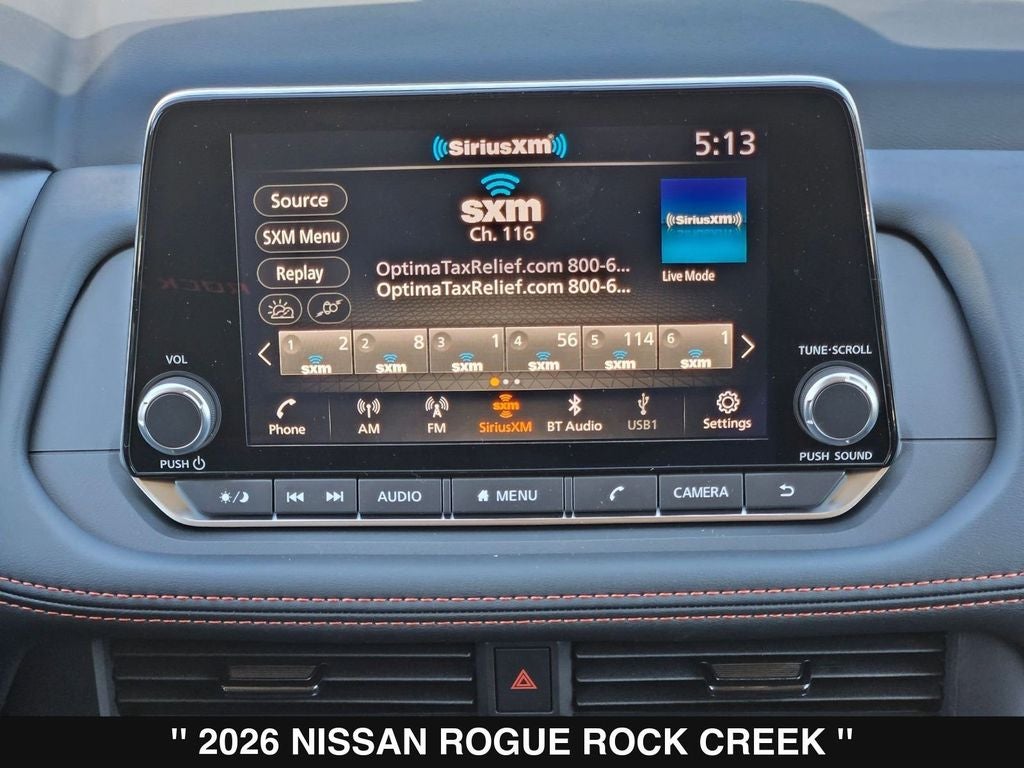 ((SiriusXM))
5:13
Source
SXM Menu
Replay
sxm
Ch. 116
OptimaTaxRelief.com 800-6...
OptimaTaxRelief.com 800-6...
((SiriusXM))
Live Mode
ROCK
1 2 2 8 3 1 4 56 5 114 6 1
sxm sxm sxm sxm sxm sxm
Phone AM FM SiriusXM BT Audio USB1 Settings
sxm
VOL
PUSH
TUNE·SCROLL
PUSH SOUND
AUDIO MENU CAMERA
" 2026 NISSAN ROGUE ROCK CREEK "